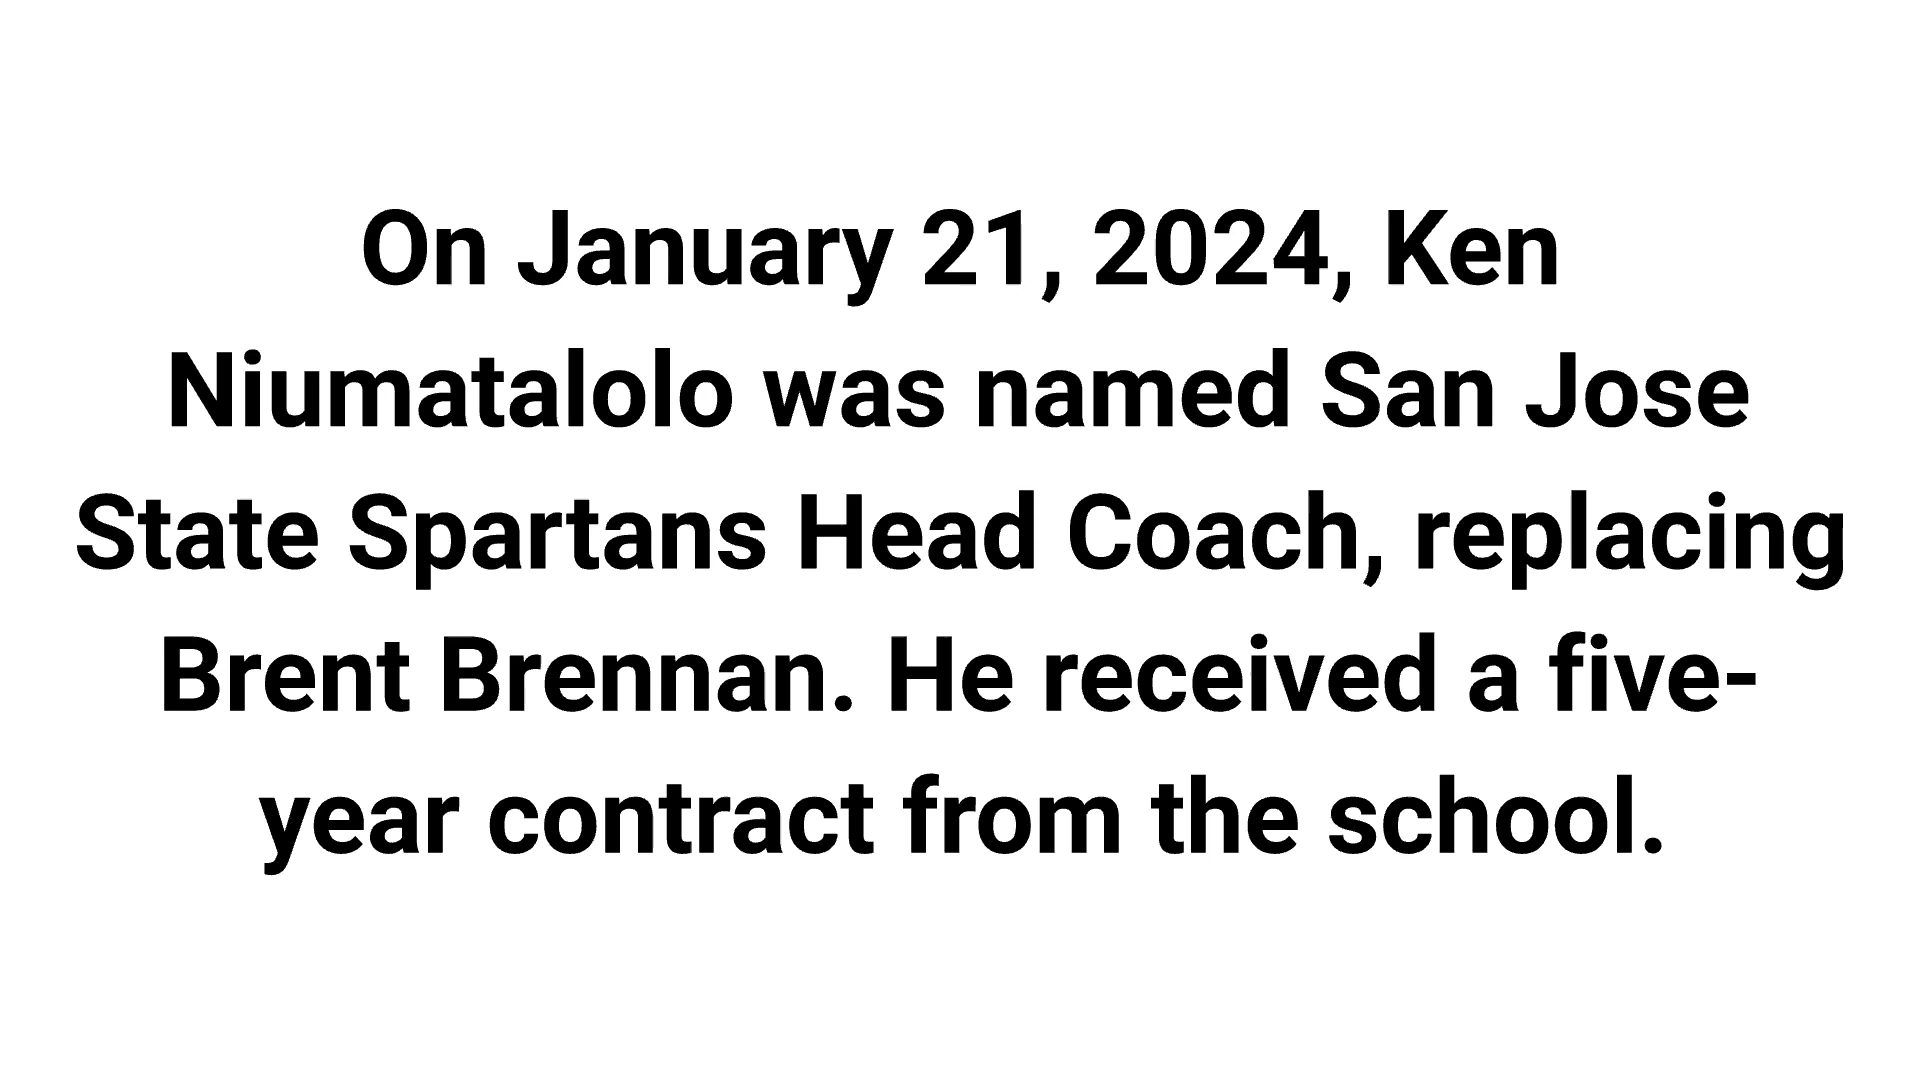 On January 21, 2024, Ken
Niumatalolo was named San Jose
State Spartans Head Coach, replacing
Brent Brennan. He received a five-
year contract from the school.